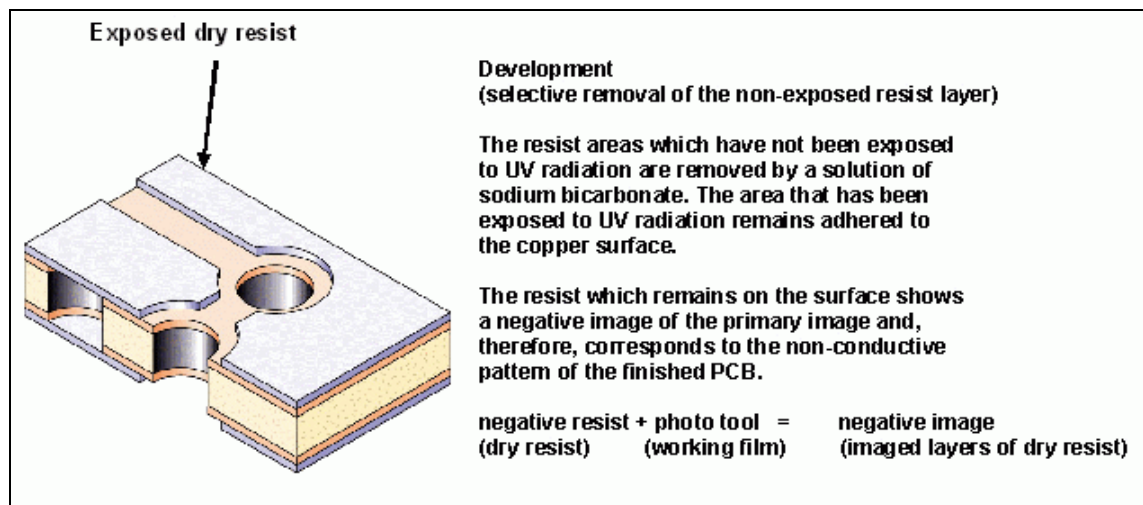 Exposed dry resist
Development
(selective removal of the non-exposed resist layer)
The resist areas which have not been exposed
to UV radiation are removed by a solution of
sodium bicarbonate. The area that has been
exposed to UV radiation remains adhered to
the copper surface.
The resist which remains on the surface shows
a negative image of the primary image and,
therefore, corresponds to the non-conductive
pattern of the finished PCB.
negative resist + photo tool = negative image
(dry resist) (working film) (imaged layers of dry resist)